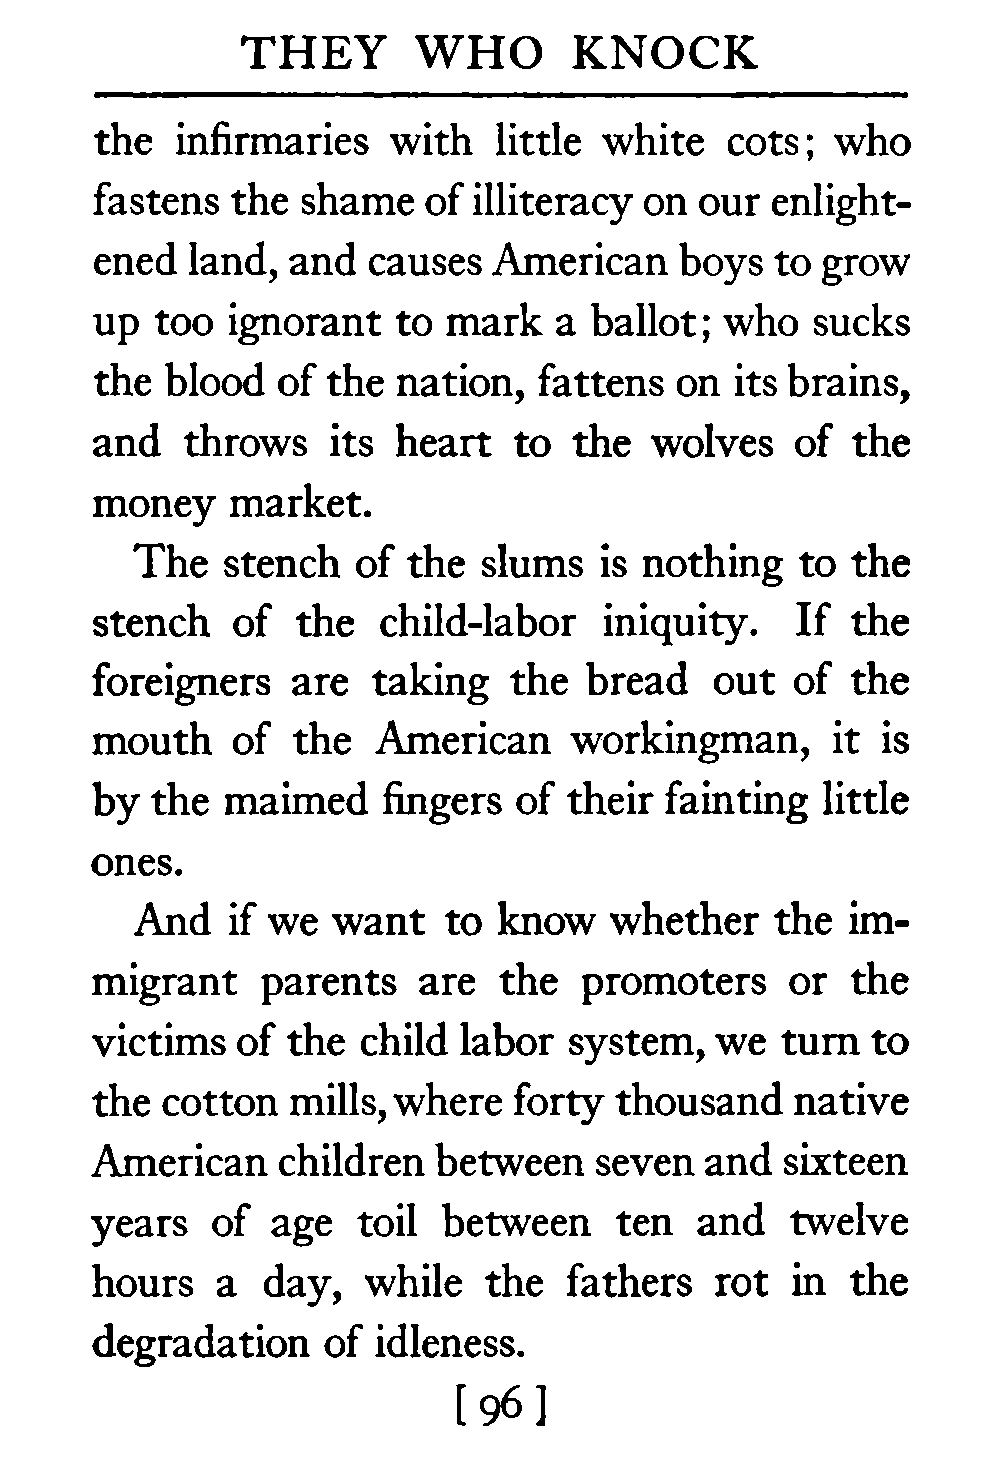 THEY WHO KNOCK
the infirmaries with little white cots; who
fastens the shame of illiteracy on our enlight-
ened land, and causes American boys to grow
up too ignorant to mark a ballot; who sucks
the blood of the nation, fattens on its brains,
and throws its heart to the wolves of the
money market.
The stench of the slums is nothing to the
stench of the child-labor iniquity. If the
foreigners are taking the bread out of the
mouth of the American workingman, it is
by the maimed fingers of their fainting little
ones.
And if we want to know whether the im-
migrant parents are the promoters or the
victims of the child labor system, we turn to
the cotton mills, where forty thousand native
American children between seven and sixteen
years of age toil between ten and twelve
hours a day, while the fathers rot in the
degradation of idleness.
[ 96 ]